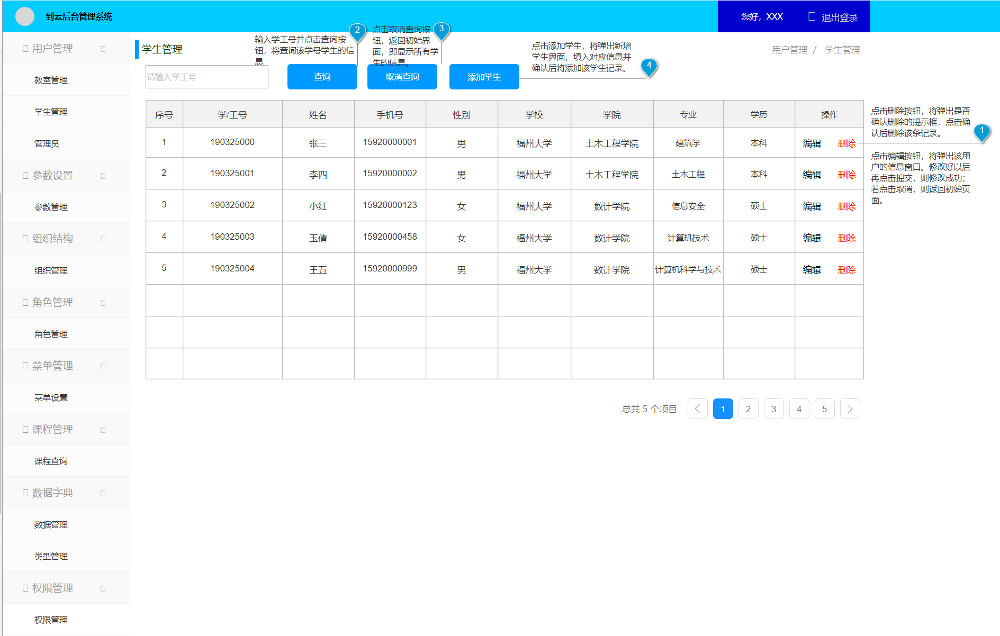 到云后台管理系统
您好，XXX
退出登录
用户管理
教室管理
学生管理
管理员
参数设置
参数管理
组织结构
组织管理
角色管理
角色管理
菜单管理
菜单设置
课程管理
课程查询
数据字典
数据管理
类型管理
权限管理
权限管理
学生管理
用户管理 / 学生管理
输入学工号并点击查询按
钮，将查询该学号学生的信
息
2
点击取消查询按
钮，返回初始界
面，即显示所有学
生的信息。
3
点击添加学生，将弹出新增
学生界面，填入对应信息并
确认后将添加该学生记录。
4
请输入学工号
查询
取消查询
添加学生
序号 学/工号 姓名 手机号 性别 学校 学院 专业 学历 操作
1 190325000 张三 15920000001 男 福州大学 土木工程学院 建筑学 本科 编辑 删除
2 190325001 李四 15920000002 男 福州大学 土木工程学院 土木工程 本科 编辑 删除
3 190325002 小红 15920000123 女 福州大学 数计学院 信息安全 硕士 编辑 删除
4 190325003 玉倩 15920000458 女 福州大学 数计学院 计算机技术 硕士 编辑 删除
5 190325004 王五 15920000999 男 福州大学 数计学院 计算机科学与技术 硕士 编辑 删除
点击删除按钮，将弹出是否
确认删除的提示框，点击确
认后删除该条记录。
1
点击编辑按钮，将弹出该用
户的信息窗口。修改好以后
再点击提交，则修改成功；
若点击取消，则返回初始页
面。
总共 5 个项目 1 2 3 4 5